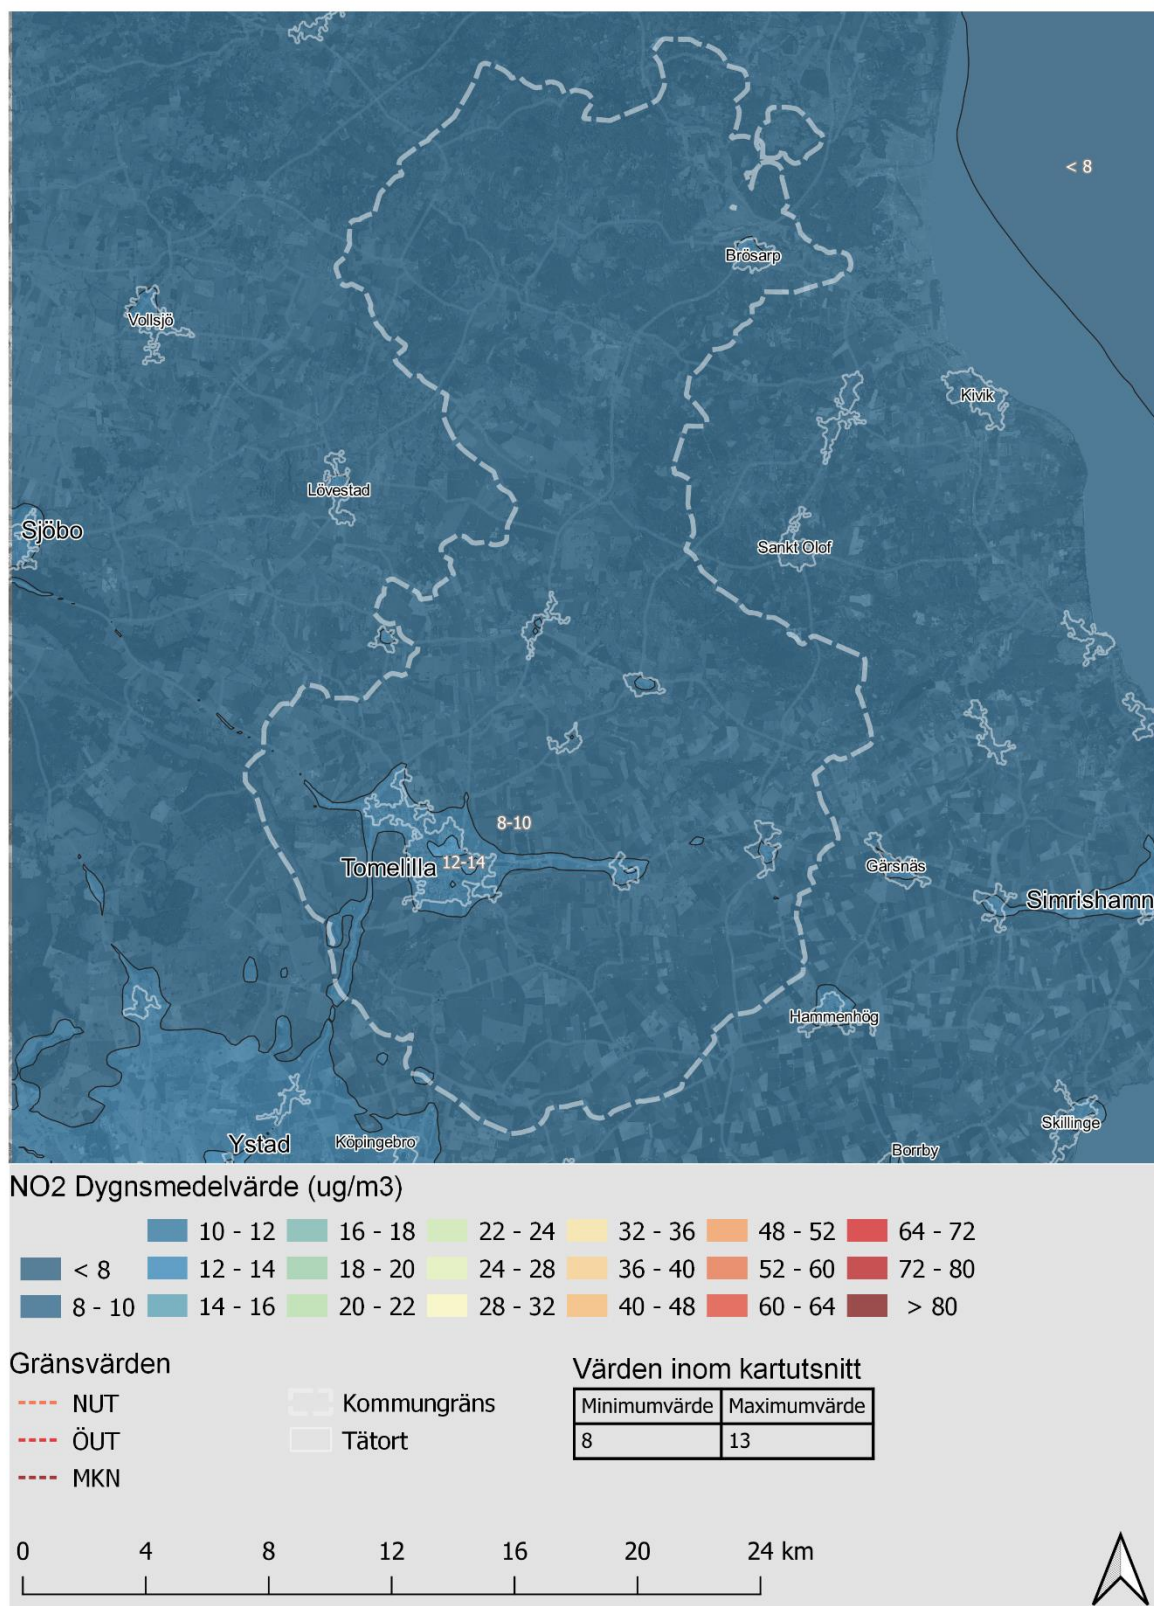 < 8
Brösarp
Vollsjö
Kivik
Lövestad
Sjöbo
Sankt Olof
8-10
12-14
Tomelilla
Gärsnäs
Simrishamn
Hammenhög
Skillinge
Ystad
Köpingebro
Borrby
NO2 Dygnsmedelvärde (ug/m3)
10 - 12 16 - 18 22 - 24 32 - 36 48 - 52 64 - 72
< 8 12 - 14 18 - 20 24 - 28 36 - 40 52 - 60 72 - 80
8 - 10 14 - 16 20 - 22 28 - 32 40 - 48 60 - 64 > 80
Gränsvärden
NUT
ÖUT
MKN
Kommungräns
Tätort
Värden inom kartutsnitt
Minimumvärde Maximumvärde
8 13
0 4 8 12 16 20 24 km